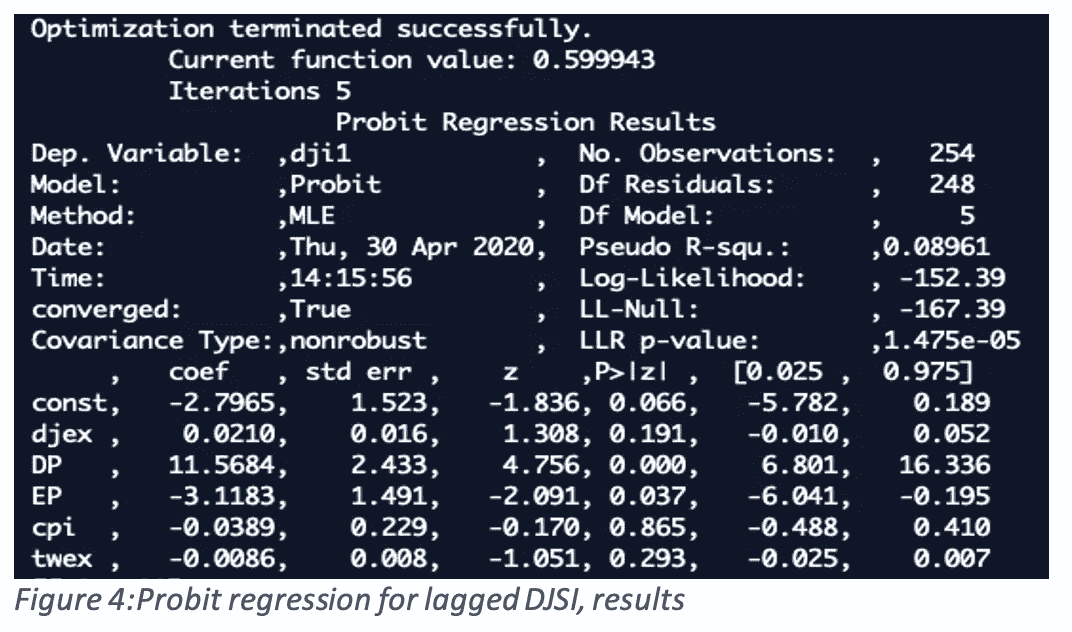 Optimization terminated successfully.
Current function value: 0.599943
Iterations 5
Probit Regression Results
Dep. Variable: ,dji1 , No. Observations: , 254
Model: ,Probit , Df Residuals: , 248
Method: ,MLE , Df Model: , 5
Date: ,Thu, 30 Apr 2020, Pseudo R-squ.: ,0.08961
Time: ,14:15:56 , Log-Likelihood: , -152.39
converged: ,True , LL-Null: , -167.39
Covariance Type:,nonrobust , LLR p-value: ,1.475e-05
, coef , std err , z ,P>|z| , [0.025 , 0.975]
const, -2.7965, 1.523, -1.836, 0.066, -5.782, 0.189
djex , 0.0210, 0.016, 1.308, 0.191, -0.010, 0.052
DP , 11.5684, 2.433, 4.756, 0.000, 6.801, 16.336
EP , -3.1183, 1.491, -2.091, 0.037, -6.041, -0.195
cpi , -0.0389, 0.229, -0.170, 0.865, -0.488, 0.410
twex , -0.0086, 0.008, -1.051, 0.293, -0.025, 0.007
Figure 4:Probit regression for lagged DJSI, results